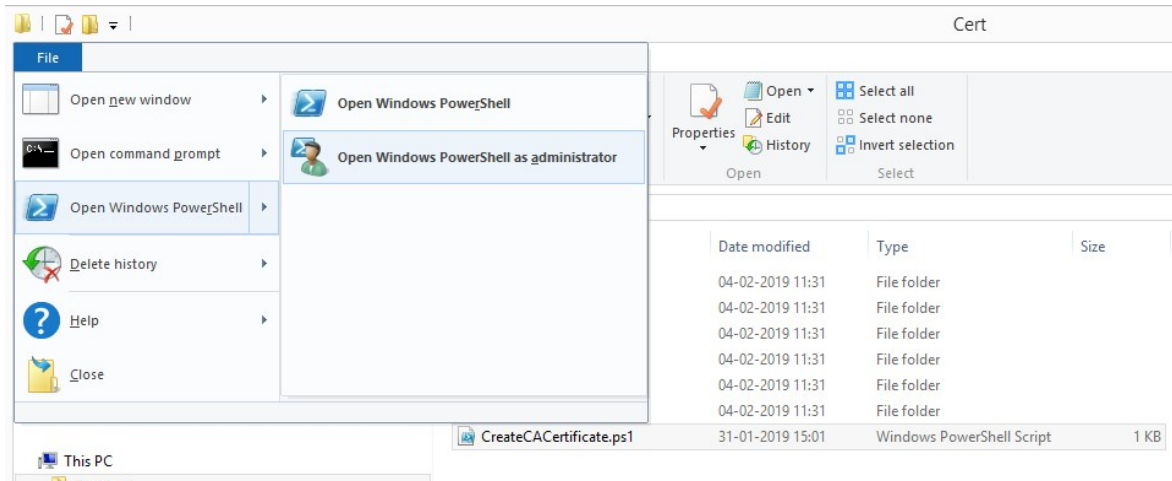 Cert
File
Open new window
Open command prompt
Open Windows PowerShell
Delete history
Help
Close
Open Windows PowerShell
Open Windows PowerShell as administrator
Properties
Open
Edit
History
Open
Select all
Select none
Invert selection
Select
Date modified Type Size
04-02-2019 11:31 File folder
04-02-2019 11:31 File folder
04-02-2019 11:31 File folder
04-02-2019 11:31 File folder
04-02-2019 11:31 File folder
04-02-2019 11:31 File folder
CreateCACertificate.ps1 31-01-2019 15:01 Windows PowerShell Script 1 KB
This PC